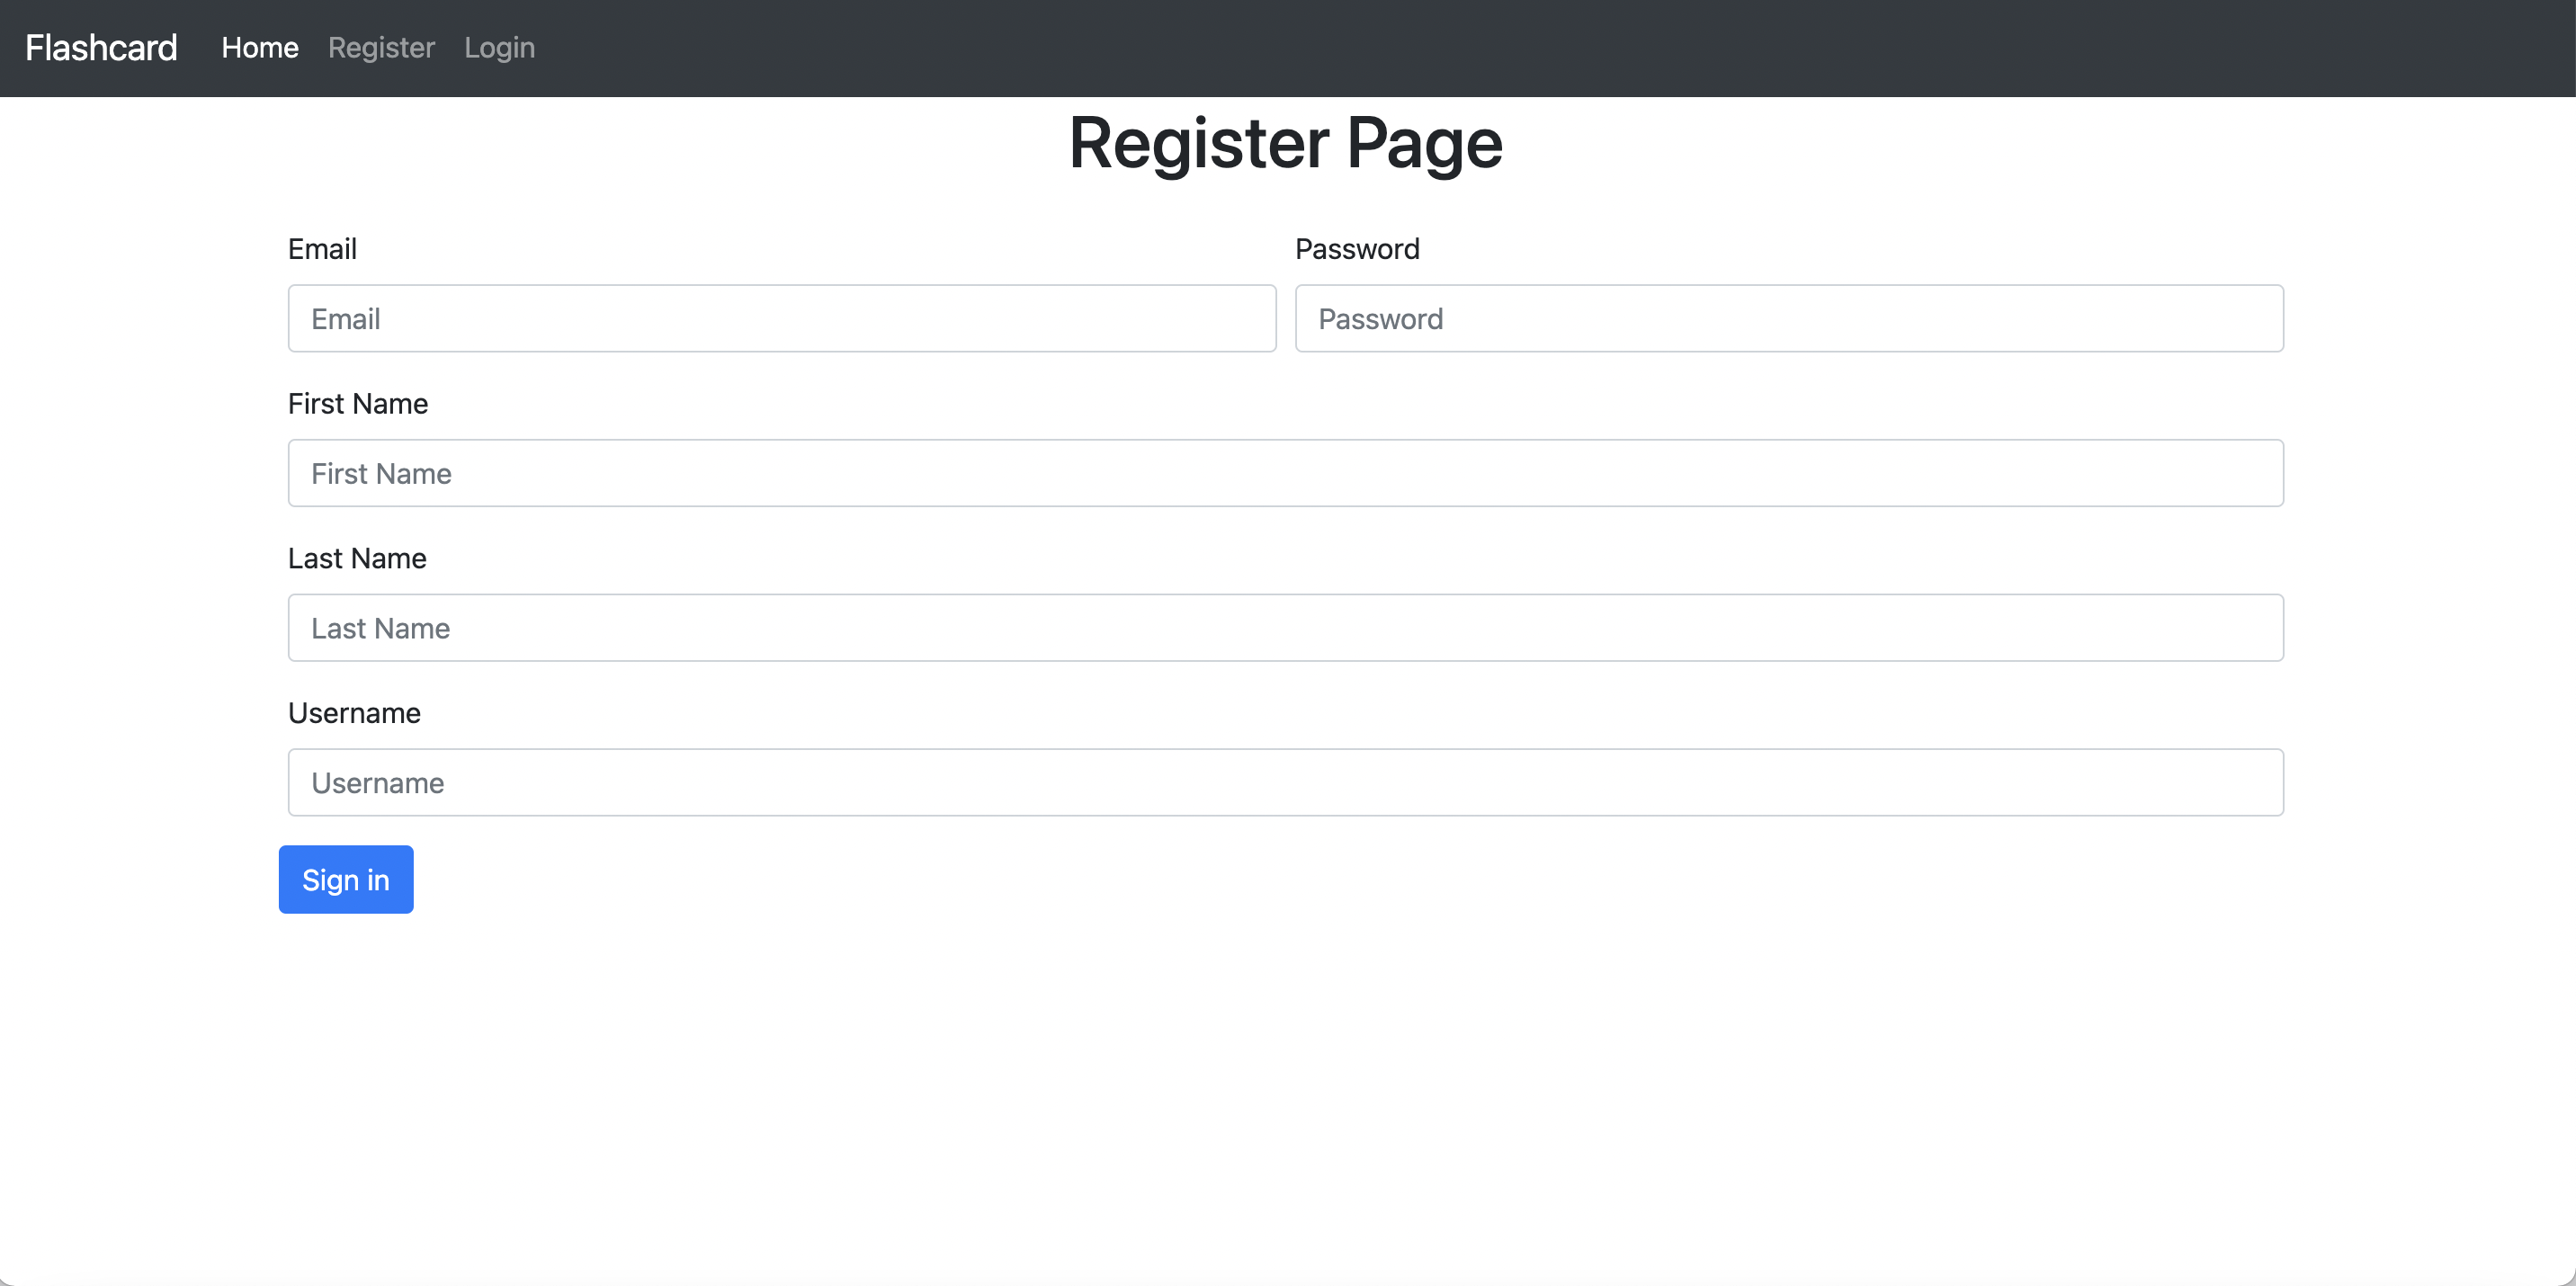 Flashcard Home Register Login
Register Page
Email Password
Email Password
First Name
First Name
Last Name
Last Name
Username
Username
Sign in